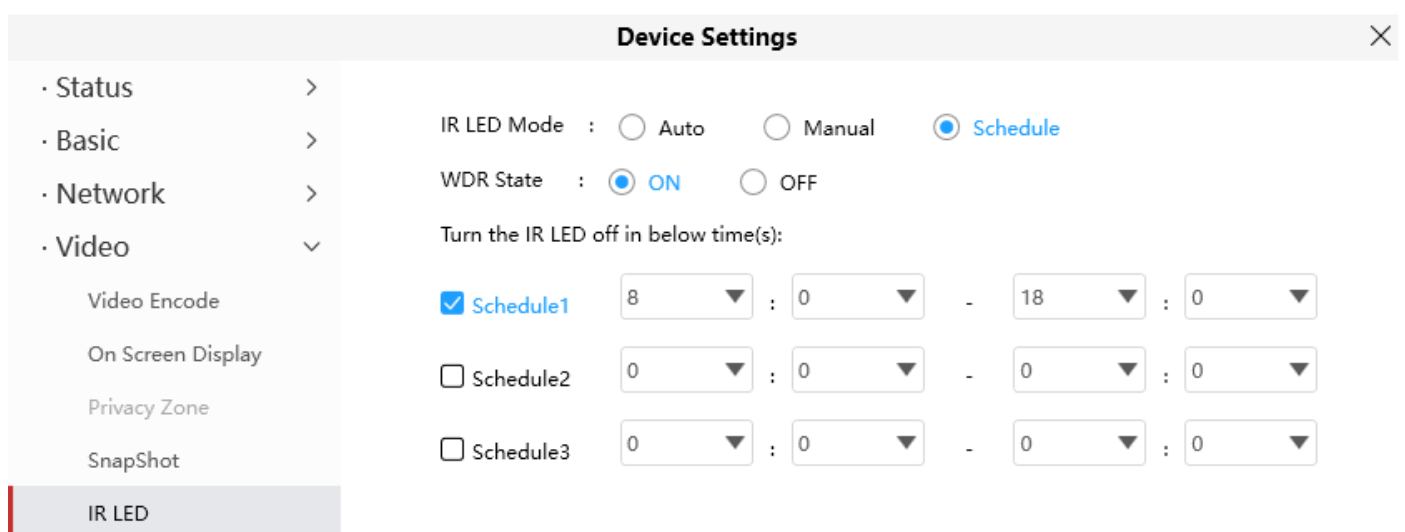 Device Settings
· Status
· Basic
· Network
· Video
Video Encode
On Screen Display
Privacy Zone
SnapShot
IR LED
IR LED Mode : Auto Manual Schedule
WDR State : ON OFF
Turn the IR LED off in below time(s):
Schedule1 8 : 0 - 18 : 0
Schedule2 0 : 0 - 0 : 0
Schedule3 0 : 0 - 0 : 0